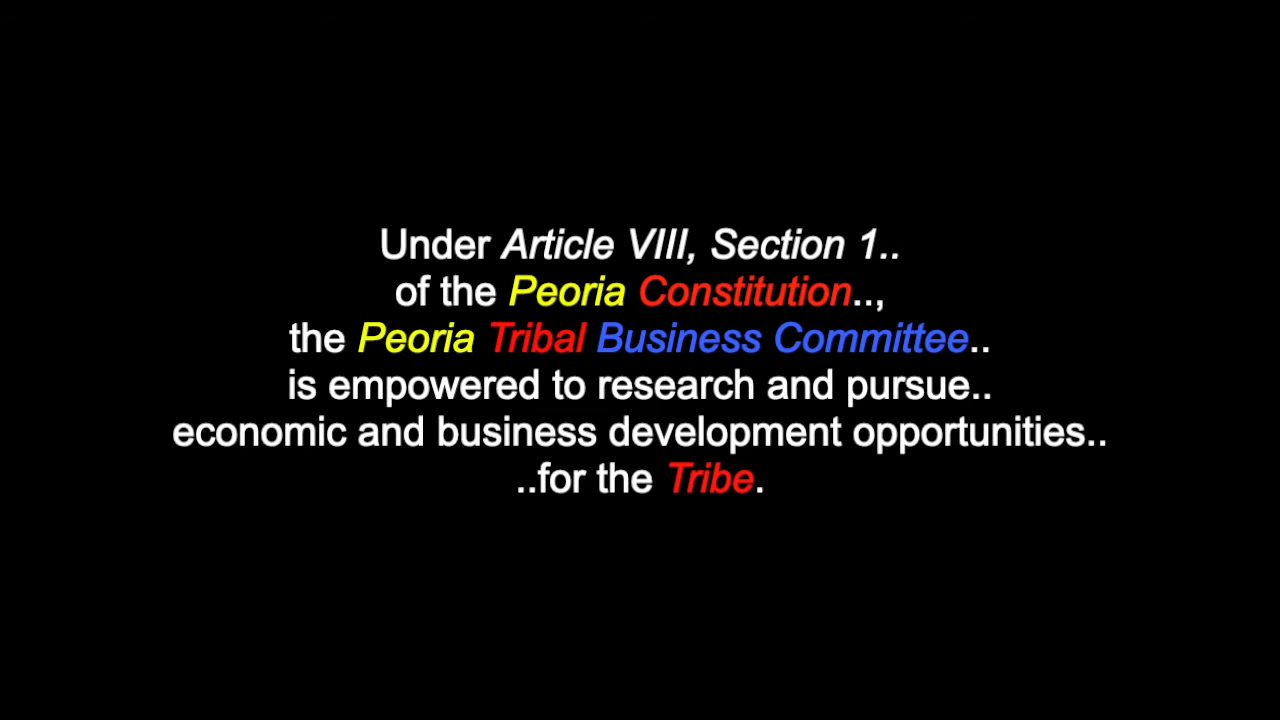 Under Article VIII, Section 1..
of the Peoria Constitution..,
the Peoria Tribal Business Committee..
is empowered to research and pursue..
economic and business development opportunities..
..for the Tribe.